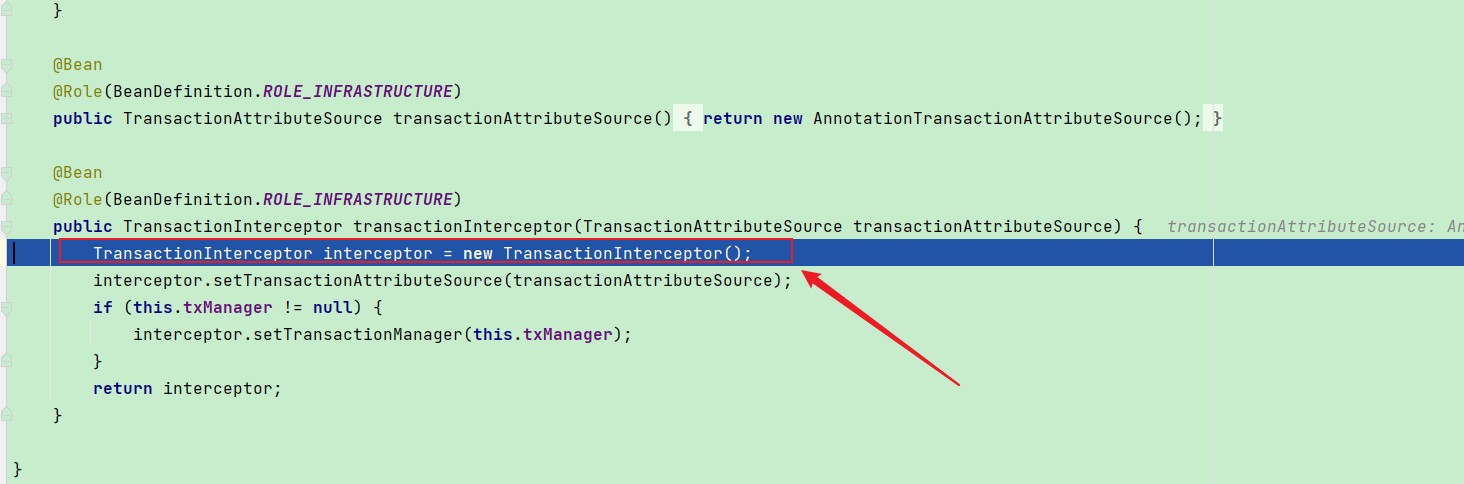 }
@Bean
@Role(BeanDefinition.ROLE_INFRASTRUCTURE)
public TransactionAttributeSource transactionAttributeSource() { return new AnnotationTransactionAttributeSource(); }
@Bean
@Role(BeanDefinition.ROLE_INFRASTRUCTURE)
public TransactionInterceptor transactionInterceptor(TransactionAttributeSource transactionAttributeSource) { transactionAttributeSource: An
TransactionInterceptor interceptor = new TransactionInterceptor();
interceptor.setTransactionAttributeSource(transactionAttributeSource);
if (this.txManager != null) {
interceptor.setTransactionManager(this.txManager);
}
return interceptor;
}
}